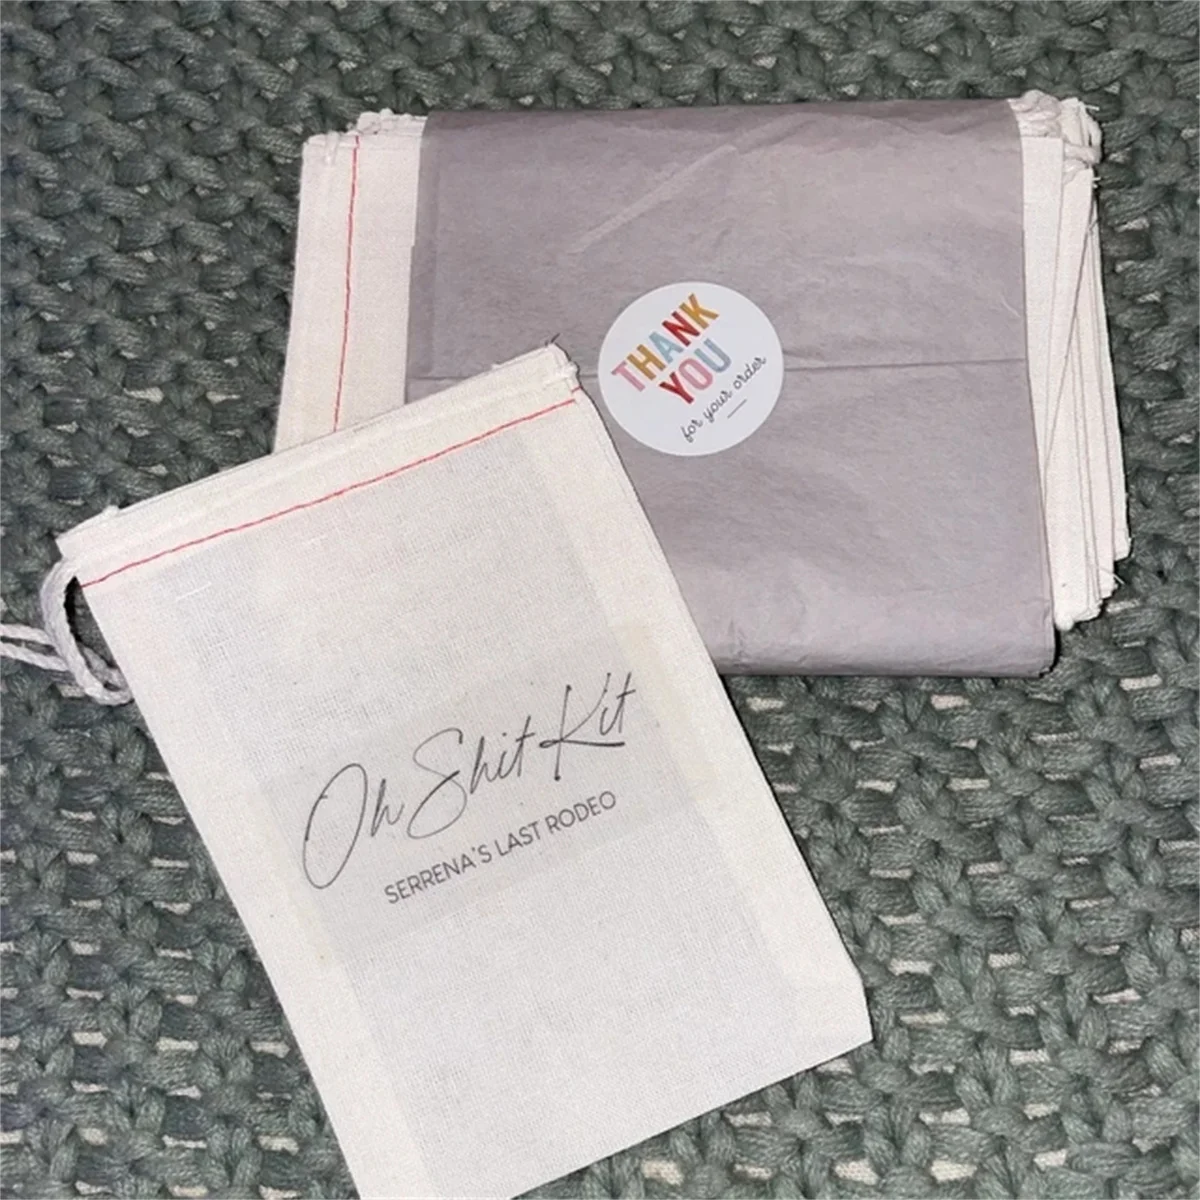 THANK
YOU
for your order
Oh Shit Kit
SERRENA'S LAST RODEO